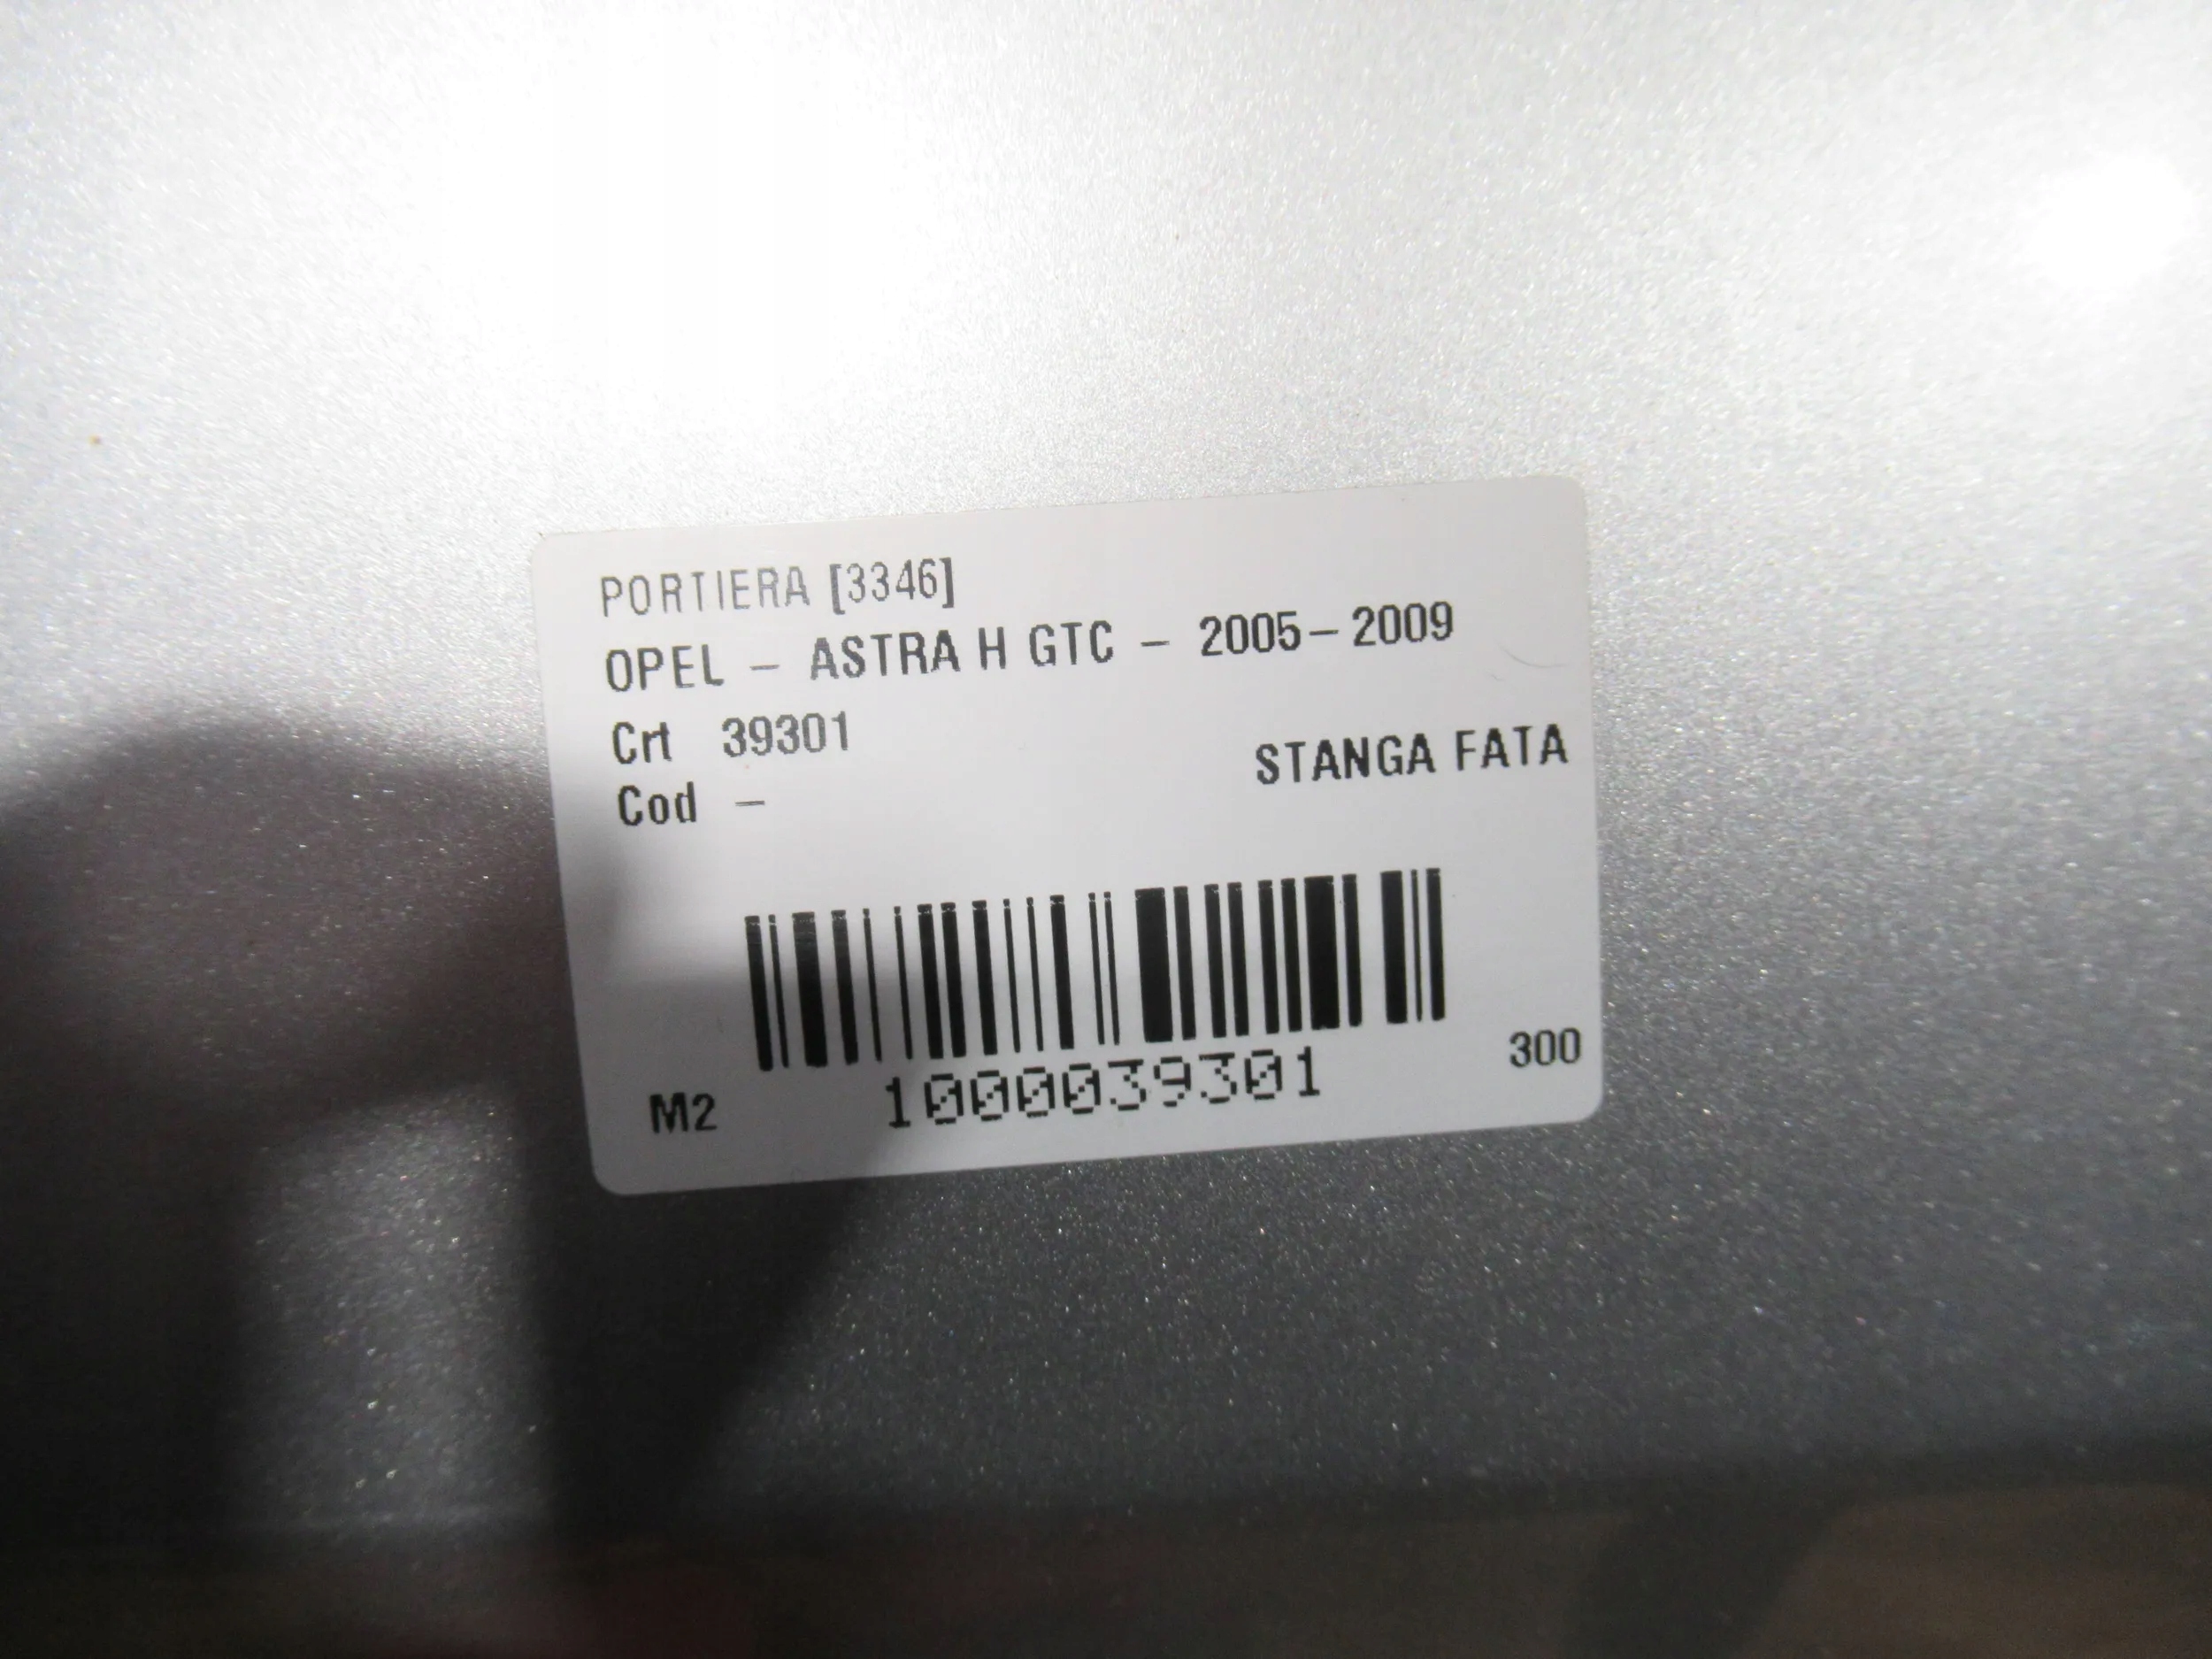 PORTIERA [3346]
OPEL - ASTRA H GTC - 2005-2009
Crt 39301
STANGA FATA
Cod -
M2 1000039301 300